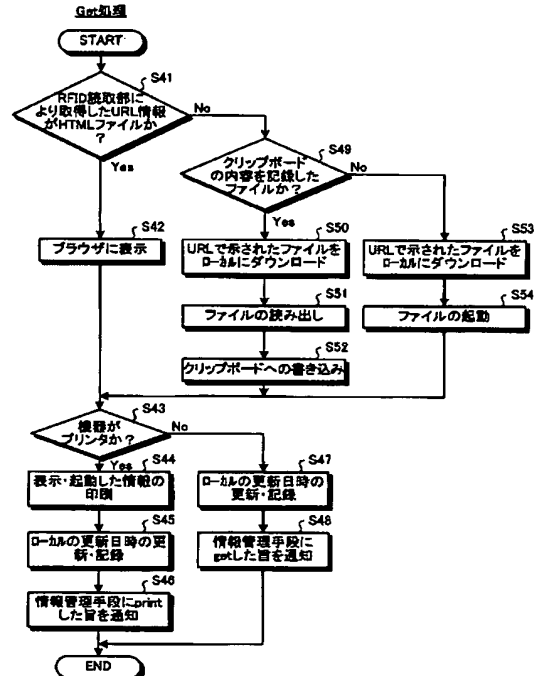 Get処理
START
S41
RFID読取部に
より取得したURL情報
がHTMLファイルか
?
No
Yes
S49
クリップボード
の内容を記録した
ファイルか?
No
Yes
S42
ブラウザに表示
S50
URLで示されたファイルを
ローカルにダウンロード
S53
URLで示されたファイルを
ローカルにダウンロード
S51
ファイルの読み出し
S54
ファイルの起動
S52
クリップボードへの書き込み
S43
機器が
プリンタか?
No
Yes
S44
表示・起動した情報の
印刷
S47
ローカルの更新日時の
更新・記録
S45
ローカルの更新日時の更
新・記録
S48
情報管理手段に
getした旨を通知
S46
情報管理手段にprint
した旨を通知
END